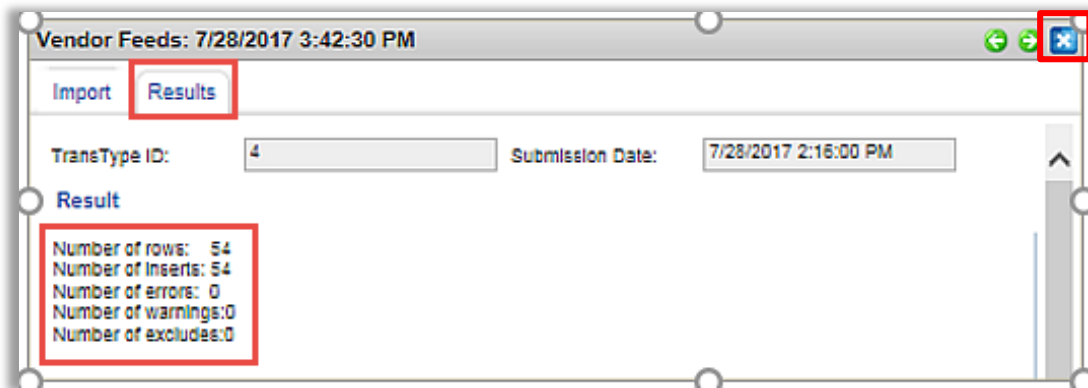 Vendor Feeds: 7/28/2017 3:42:30 PM
Import Results
TransType ID: 4 Submission Date: 7/28/2017 2:16:00 PM
Result
Number of rows: 54
Number of inserts: 54
Number of errors: 0
Number of warnings:0
Number of excludes:0